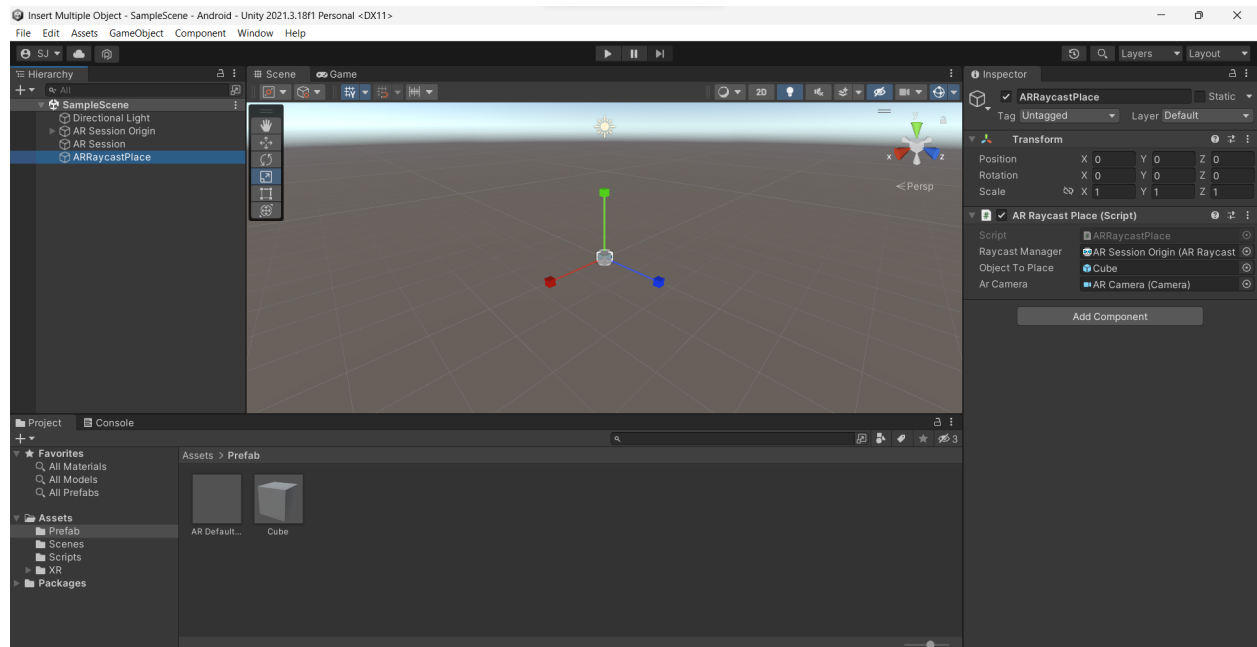 Insert Multiple Object - SampleScene - Android - Unity 2021.3.18f1 Personal <DX11>
File Edit Assets GameObject Component Window Help
SJ
Layers Layout
Hierarchy
All
SampleScene
Directional Light
AR Session Origin
AR Session
ARRaycastPlace
Scene Game
2D
y
x
z
Persp
Inspector
ARRaycastPlace Static
Tag Untagged Layer Default
Transform
Position X 0 Y 0 Z 0
Rotation X 0 Y 0 Z 0
Scale X 1 Y 1 Z 1
AR Raycast Place (Script)
Script ARRaycastPlace
Raycast Manager AR Session Origin (AR Raycast
Object To Place Cube
Ar Camera AR Camera (Camera)
Add Component
Project Console
3
Favorites
All Materials
All Models
All Prefabs
Assets
Prefab
Scenes
Scripts
XR
Packages
Assets > Prefab
AR Default... Cube